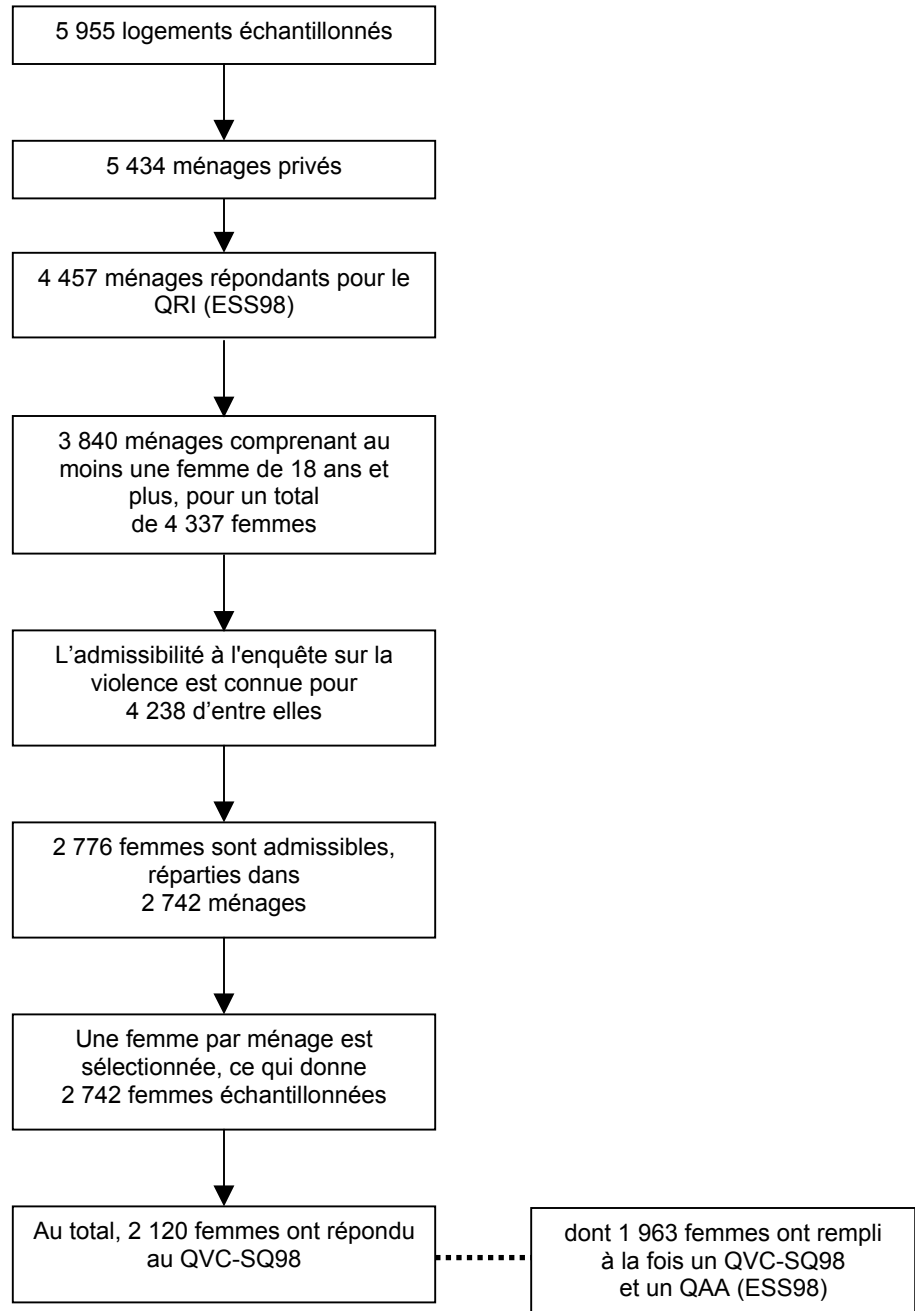 5 955 logements échantillonnés
5 434 ménages privés
4 457 ménages répondants pour le
QRI (ESS98)
3 840 ménages comprenant au
moins une femme de 18 ans et
plus, pour un total
de 4 337 femmes
L’admissibilité à l'enquête sur la
violence est connue pour
4 238 d’entre elles
2 776 femmes sont admissibles,
réparties dans
2 742 ménages
Une femme par ménage est
sélectionnée, ce qui donne
2 742 femmes échantillonnées
Au total, 2 120 femmes ont répondu
au QVC-SQ98
dont 1 963 femmes ont rempli
à la fois un QVC-SQ98
et un QAA (ESS98)